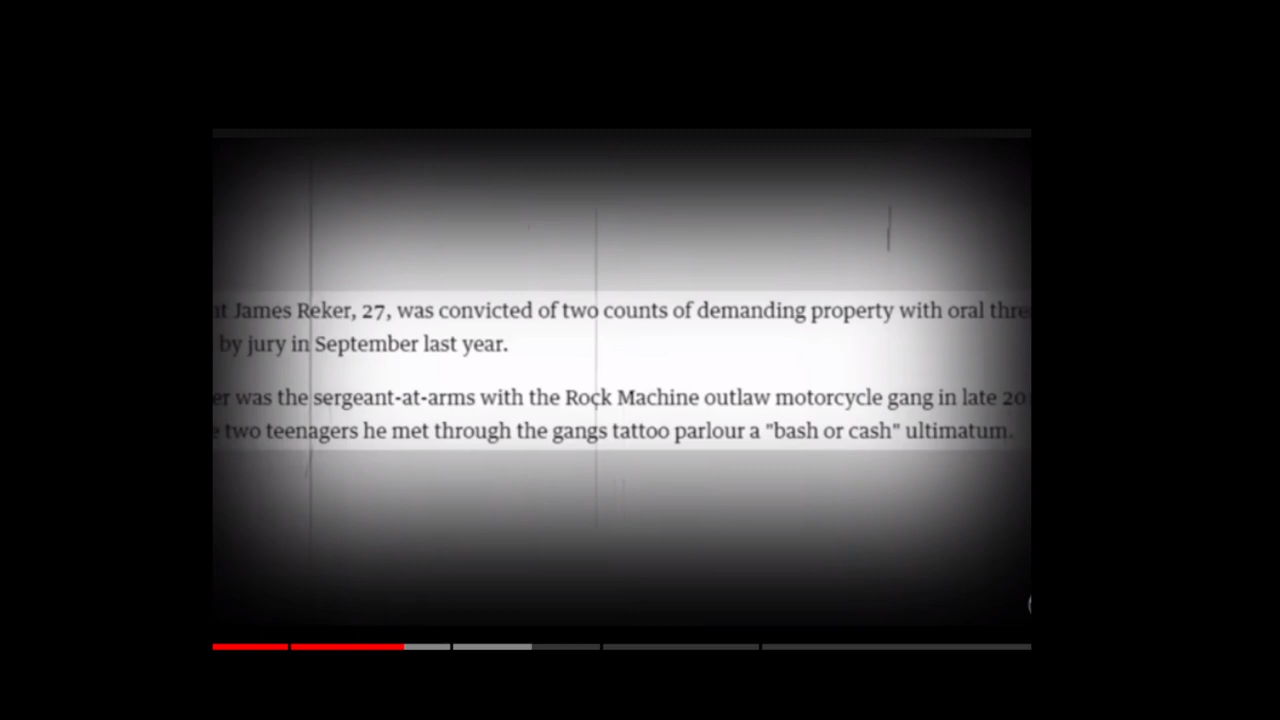 James Reker, 27, was convicted of two counts of demanding property with oral
by jury in September last year.
was the sergeant-at-arms with the Rock Machine outlaw motorcycle gang in late
two teenagers he met through the gangs tattoo parlour a "bash or cash" ultimatum.